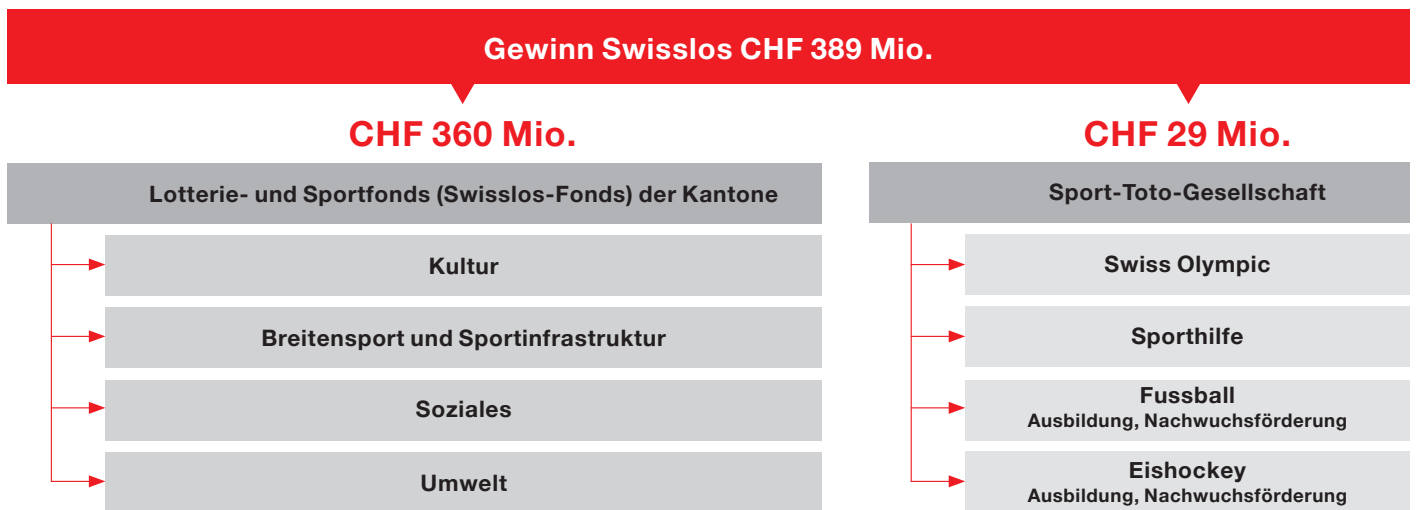 Gewinn Swisslos CHF 389 Mio.
CHF 360 Mio.
Lotterie- und Sportfonds (Swisslos-Fonds) der Kantone
Kultur
Breitensport und Sportinfrastruktur
Soziales
Umwelt
CHF 29 Mio.
Sport-Toto-Gesellschaft
Swiss Olympic
Sporthilfe
Fussball
Ausbildung, Nachwuchsförderung
Eishockey
Ausbildung, Nachwuchsförderung